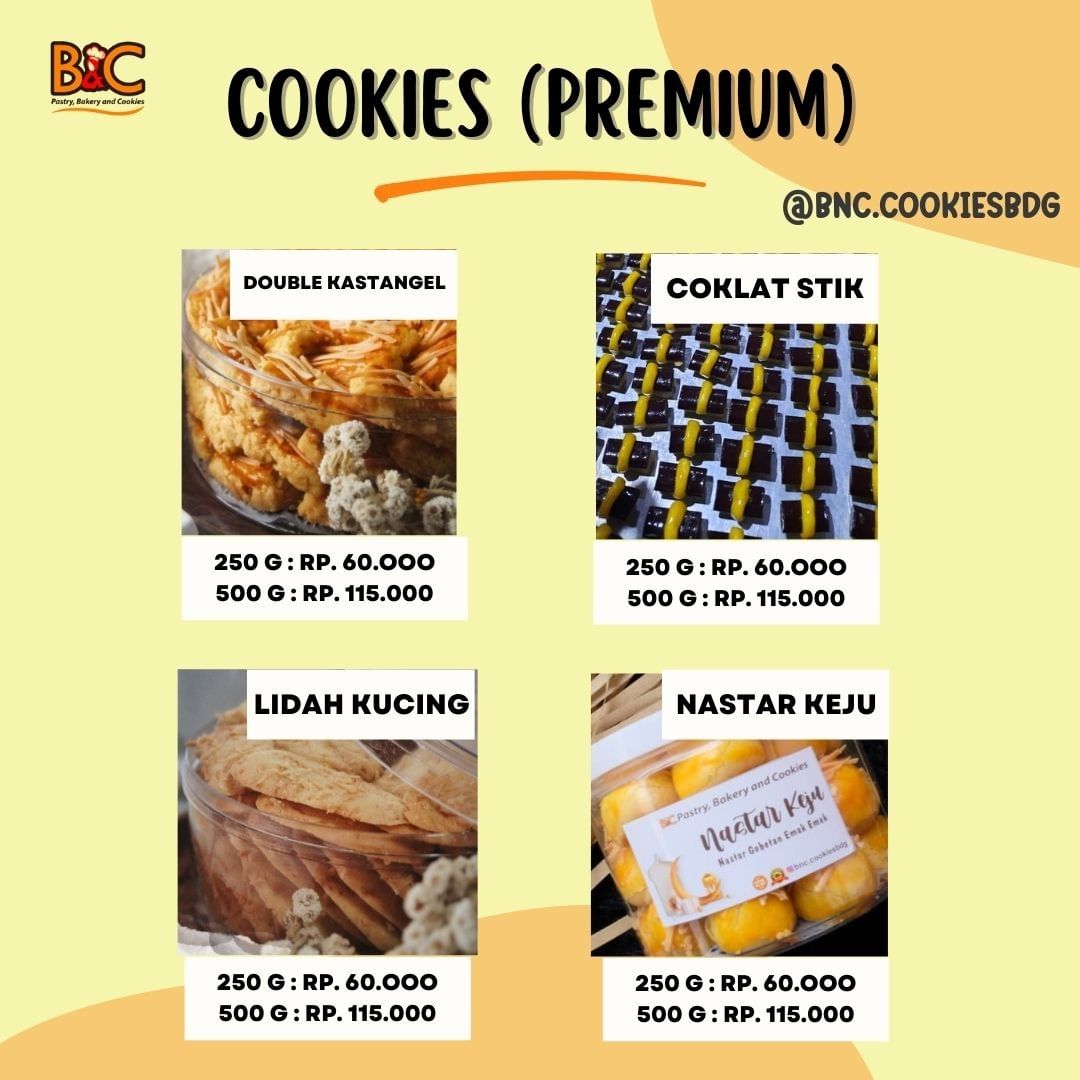 B&C
Pastry, Bakery and Cookies
COOKIES (PREMIUM)
@BNC.COOKIESBDG
DOUBLE KASTANGEL
250 G : RP. 60.000
500 G : RP. 115.000
COKLAT STIK
250 G : RP. 60.000
500 G : RP. 115.000
LIDAH KUCING
250 G : RP. 60.000
500 G : RP. 115.000
NASTAR KEJU
B&C Pastry, Bakery and Cookies
Nastar Keju
Nastar Gebetan Emak Emak
@bnc.cookiesbdg
250 G : RP. 60.000
500 G : RP. 115.000